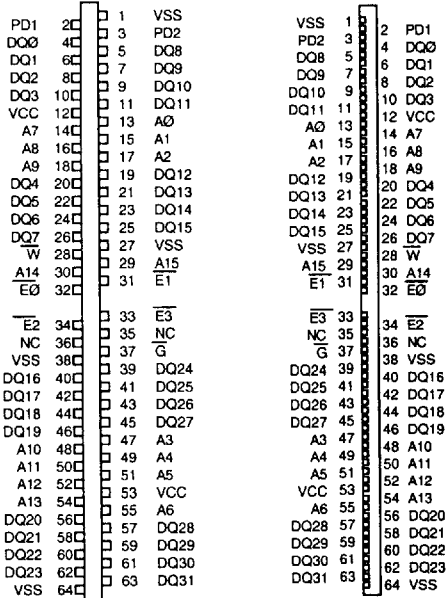 PD1 2
DQØ 4
DQ1 6
DQ2 8
DQ3 10
VCC 12
A7 14
A8 16
A9 18
DQ4 20
DQ5 22
DQ6 24
DQ7 26
W̅ 28
A14 30
E̅Ø̅ 32
E̅2̅ 34
NC 36
VSS 38
DQ16 40
DQ17 42
DQ18 44
DQ19 46
A10 48
A11 50
A12 52
A13 54
DQ20 56
DQ21 58
DQ22 60
DQ23 62
VSS 64
1 VSS
3 PD2
5 DQ8
7 DQ9
9 DQ10
11 DQ11
13 AØ
15 A1
17 A2
19 DQ12
21 DQ13
23 DQ14
25 DQ15
27 VSS
29 A15
31 E̅1̅
33 E̅3̅
35 NC
37 G̅
39 DQ24
41 DQ25
43 DQ26
45 DQ27
47 A3
49 A4
51 A5
53 VCC
55 A6
57 DQ28
59 DQ29
61 DQ30
63 DQ31
VSS 1
PD2 3
DQ8 5
DQ9 7
DQ10 9
DQ11 11
AØ 13
A1 15
A2 17
DQ12 19
DQ13 21
DQ14 23
DQ15 25
VSS 27
A15 29
E̅1̅ 31
E̅3̅ 33
NC 35
G̅ 37
DQ24 39
DQ25 41
DQ26 43
DQ27 45
A3 47
A4 49
A5 51
VCC 53
A6 55
DQ28 57
DQ29 59
DQ30 61
DQ31 63
2 PD1
4 DQØ
6 DQ1
8 DQ2
10 DQ3
12 VCC
14 A7
16 A8
18 A9
20 DQ4
22 DQ5
24 DQ6
26 DQ7
28 W̅
30 A14
32 E̅Ø̅
34 E̅2̅
36 NC
38 VSS
40 DQ16
42 DQ17
44 DQ18
46 DQ19
48 A10
50 A11
52 A12
54 A13
56 DQ20
58 DQ21
60 DQ22
62 DQ23
64 VSS